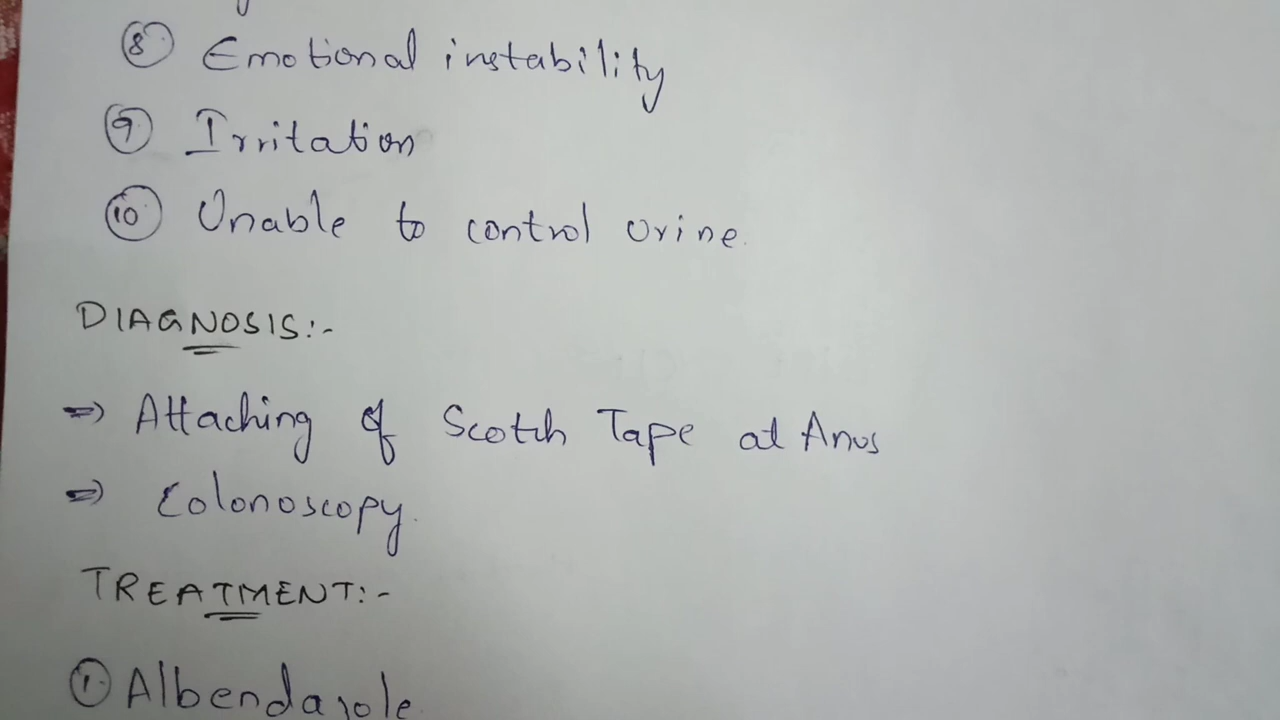 8 Emotional instability
9 Irritation
10 Unable to control urine.
DIAGNOSIS:-
⇒ Attaching of Scotch Tape at Anus
⇒ Colonoscopy.
TREATMENT:-
1 Albendazole